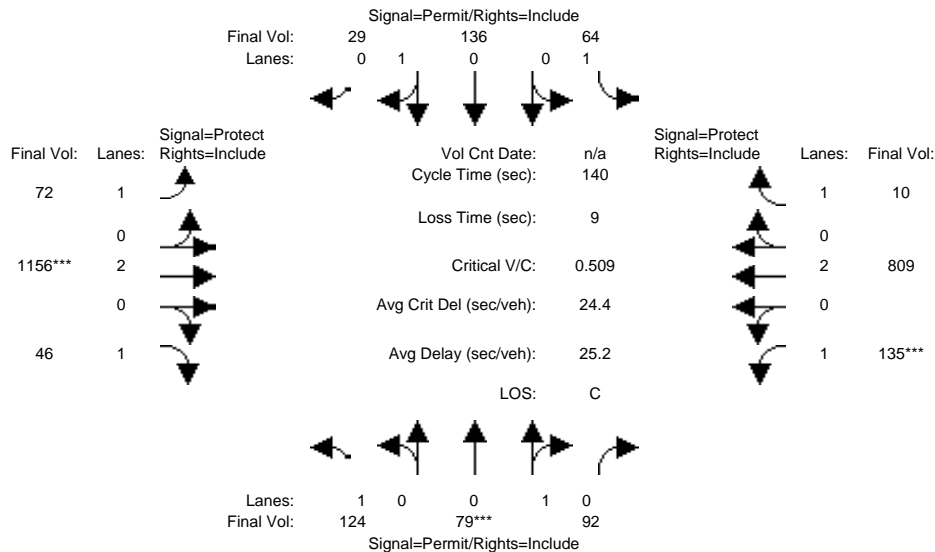 Signal=Permit/Rights=Include
Final Vol: 29 136 64
Lanes: 0 1 0 0 1
Signal=Protect Signal=Protect
Final Vol: Lanes: Rights=Include Vol Cnt Date: n/a Rights=Include Lanes: Final Vol:
Cycle Time (sec): 140
72 1 1 10
Loss Time (sec): 9
0 0
1156*** 2 Critical V/C: 0.509 2 809
0 Avg Crit Del (sec/veh): 24.4 0
46 1 Avg Delay (sec/veh): 25.2 1 135***
LOS: C
Lanes: 1 0 0 1 0
Final Vol: 124 79*** 92
Signal=Permit/Rights=Include